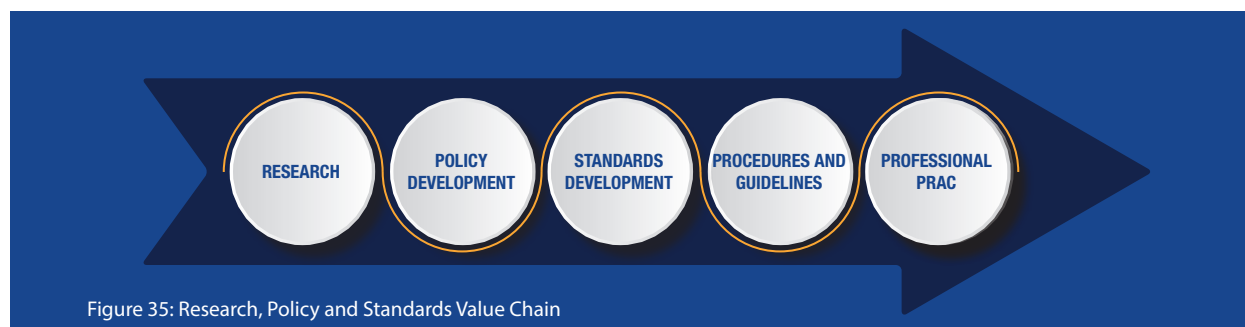 RESEARCH
POLICY
DEVELOPMENT
STANDARDS
DEVELOPMENT
PROCEDURES AND
GUIDELINES
PROFESSIONAL
PRAC
Figure 35: Research, Policy and Standards Value Chain